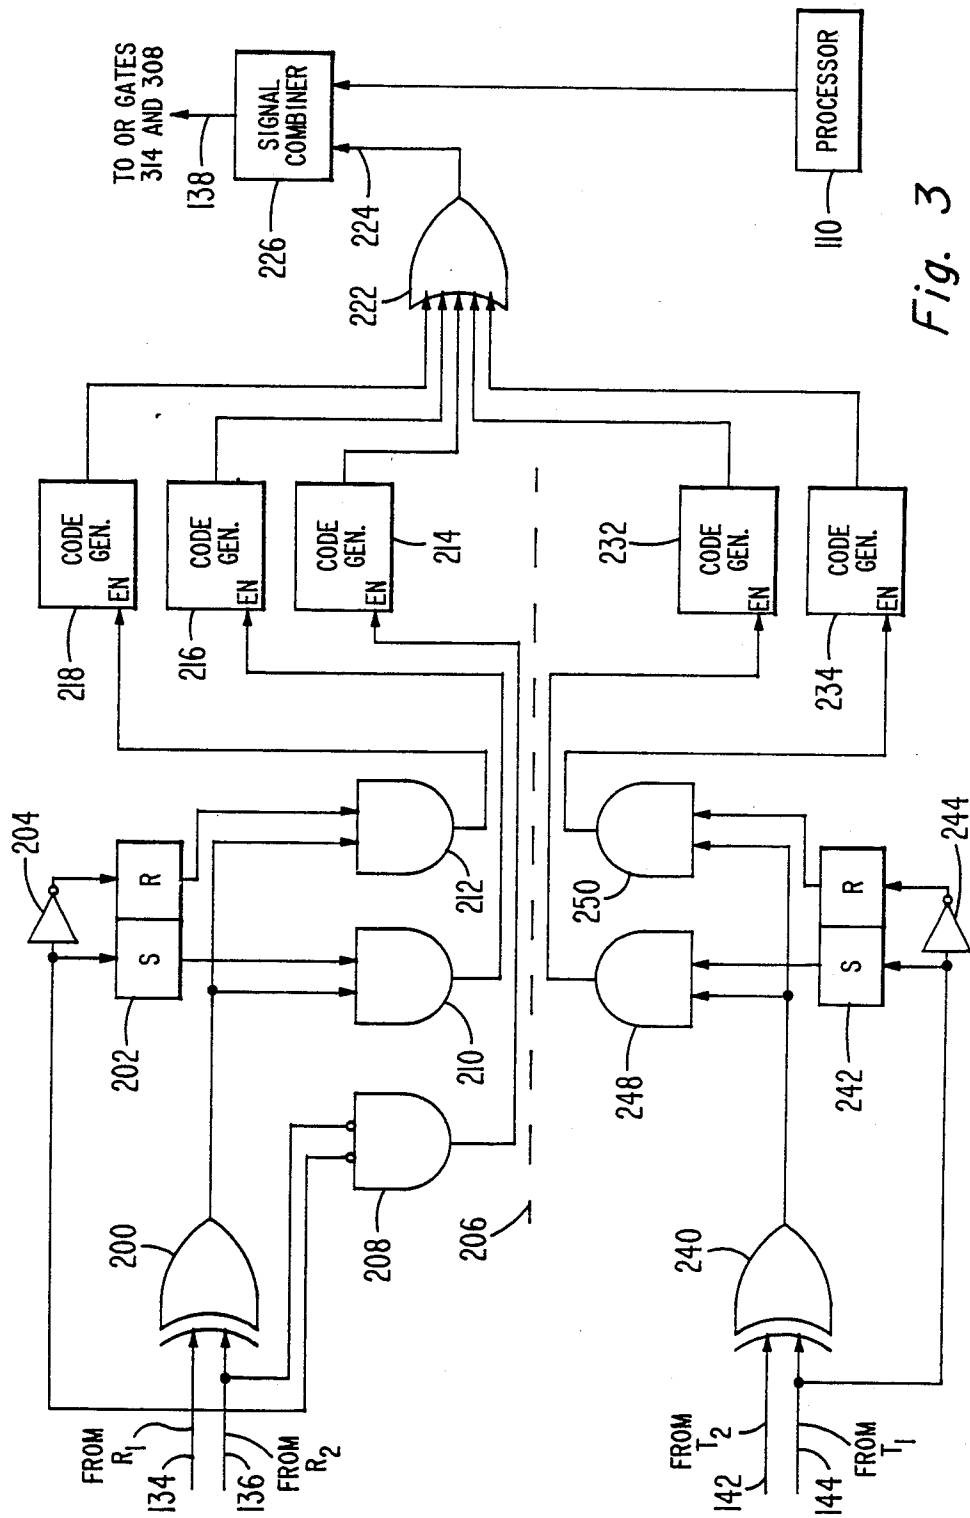 TO OR GATES
314 AND 308
138
SIGNAL
COMBINER
226
224
222
PROCESSOR
110
CODE
GEN.
EN
218
CODE
GEN.
EN
216
CODE
GEN.
EN
214
CODE
GEN.
EN
232
CODE
GEN.
EN
234
204
S
R
202
212
210
208
206
200
FROM
R1
134
136
FROM
R2
250
248
S
R
242
244
240
FROM
T2
142
144
FROM
T1
Fig. 3